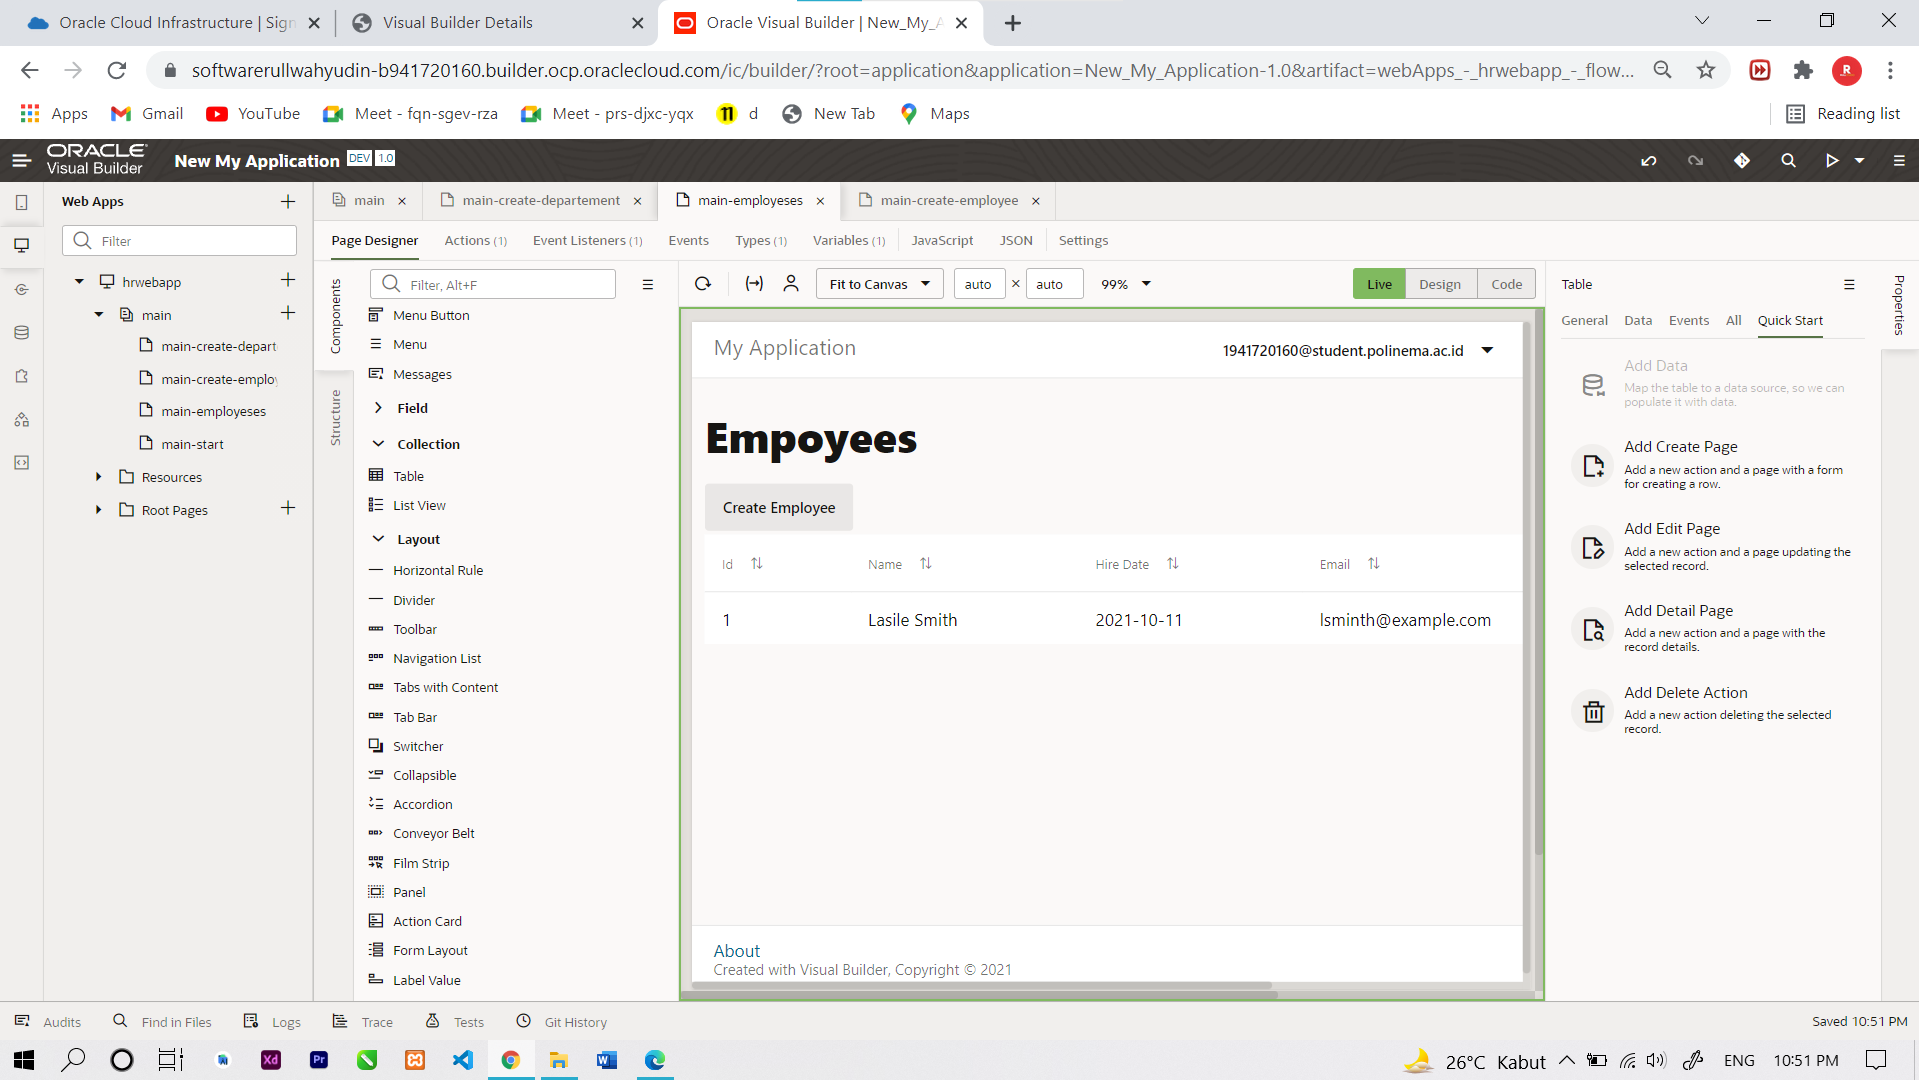 Oracle Cloud Infrastructure | Sign
Visual Builder Details
Oracle Visual Builder | New_My_A
softwarerullwahyudin-b941720160.builder.ocp.oraclecloud.com/ic/builder/?root=application&application=New_My_Application-1.0&artifact=webApps_-_hrwebapp_-_flow...
Apps
Gmail
YouTube
Meet - fqn-sgev-rza
Meet - prs-djxc-yqx
d
New Tab
Maps
Reading list
ORACLE
Visual Builder
New My Application
DEV
1.0
Web Apps
main
main-create-departement
main-employeses
main-create-employee
Filter
Page Designer
Actions (1)
Event Listeners (1)
Events
Types (1)
Variables (1)
JavaScript
JSON
Settings
hrwebapp
main
main-create-depart
main-create-employ
main-employeses
main-start
Resources
Root Pages
Components
Structure
Filter, Alt+F
Menu Button
Menu
Messages
Field
Collection
Table
List View
Layout
Horizontal Rule
Divider
Toolbar
Navigation List
Tabs with Content
Tab Bar
Switcher
Collapsible
Accordion
Conveyor Belt
Film Strip
Panel
Action Card
Form Layout
Label Value
Fit to Canvas
auto
×
auto
99%
Live
Design
Code
My Application
1941720160@student.polinema.ac.id
Empoyees
Create Employee
Id
Name
Hire Date
Email
1
Lasile Smith
2021-10-11
lsminth@example.com
About
Created with Visual Builder, Copyright © 2021
Table
Properties
General
Data
Events
All
Quick Start
Add Data
Map the table to a data source, so we can
populate it with data.
Add Create Page
Add a new action and a page with a form
for creating a row.
Add Edit Page
Add a new action and a page updating the
selected record.
Add Detail Page
Add a new action and a page with the
record details.
Add Delete Action
Add a new action deleting the selected
record.
Audits
Find in Files
Logs
Trace
Tests
Git History
Saved 10:51 PM
Xd
Pr
26°C Kabut
ENG
10:51 PM